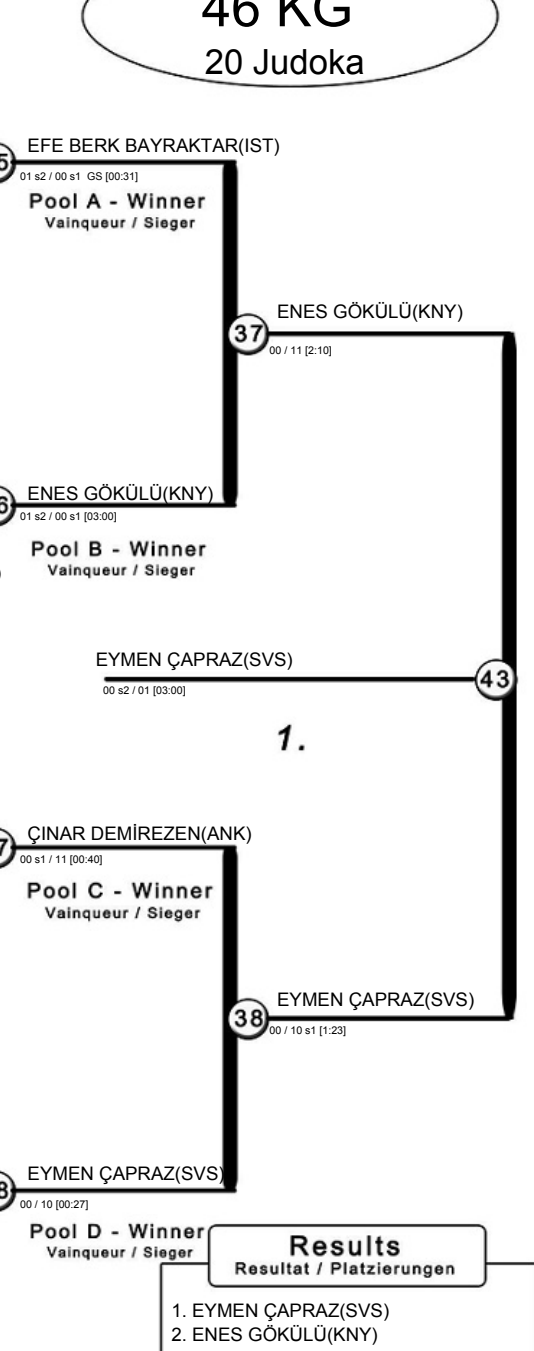 46 KG
20 Judoka
5 EFE BERK BAYRAKTAR(IST)
01 s2 / 00 s1 GS [00:31]
Pool A - Winner
Vainqueur / Sieger
37 ENES GÖKÜLÜ(KNY)
00 / 11 [2:10]
6 ENES GÖKÜLÜ(KNY)
01 s2 / 00 s1 [03:00]
Pool B - Winner
Vainqueur / Sieger
)
EYMEN ÇAPRAZ(SVS) 43
00 s2 / 01 [03:00]
1.
7 ÇINAR DEMİREZEN(ANK)
00 s1 / 11 [00:40]
Pool C - Winner
Vainqueur / Sieger
38 EYMEN ÇAPRAZ(SVS)
00 / 10 s1 [1:23]
8 EYMEN ÇAPRAZ(SVS)
00 / 10 [00:27]
Pool D - Winner
Vainqueur / Sieger
Results
Resultat / Platzierungen
1. EYMEN ÇAPRAZ(SVS)
2. ENES GÖKÜLÜ(KNY)